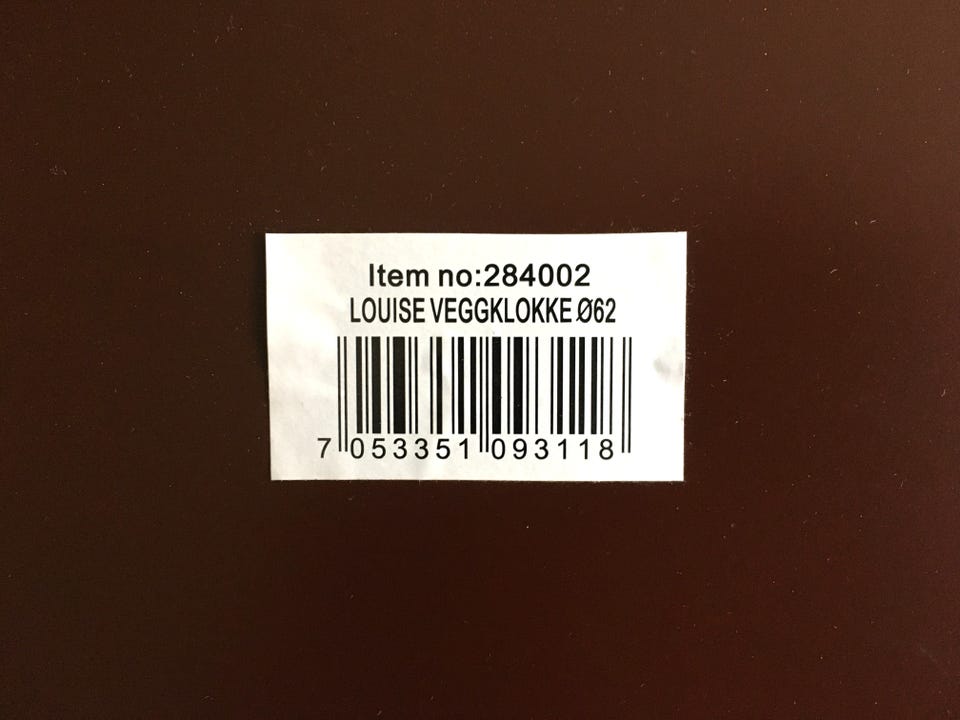 Item no:284002
LOUISE VEGGKLOKKE Ø62
7 053351 093118